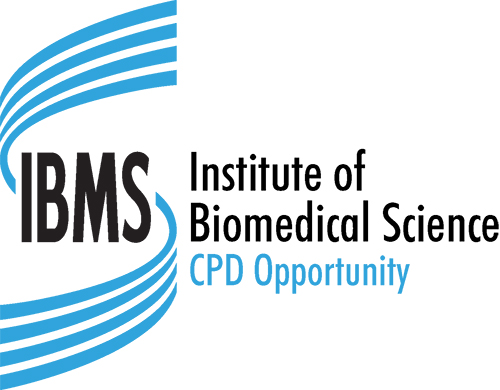 IBMS
Institute of
Biomedical Science
CPD Opportunity